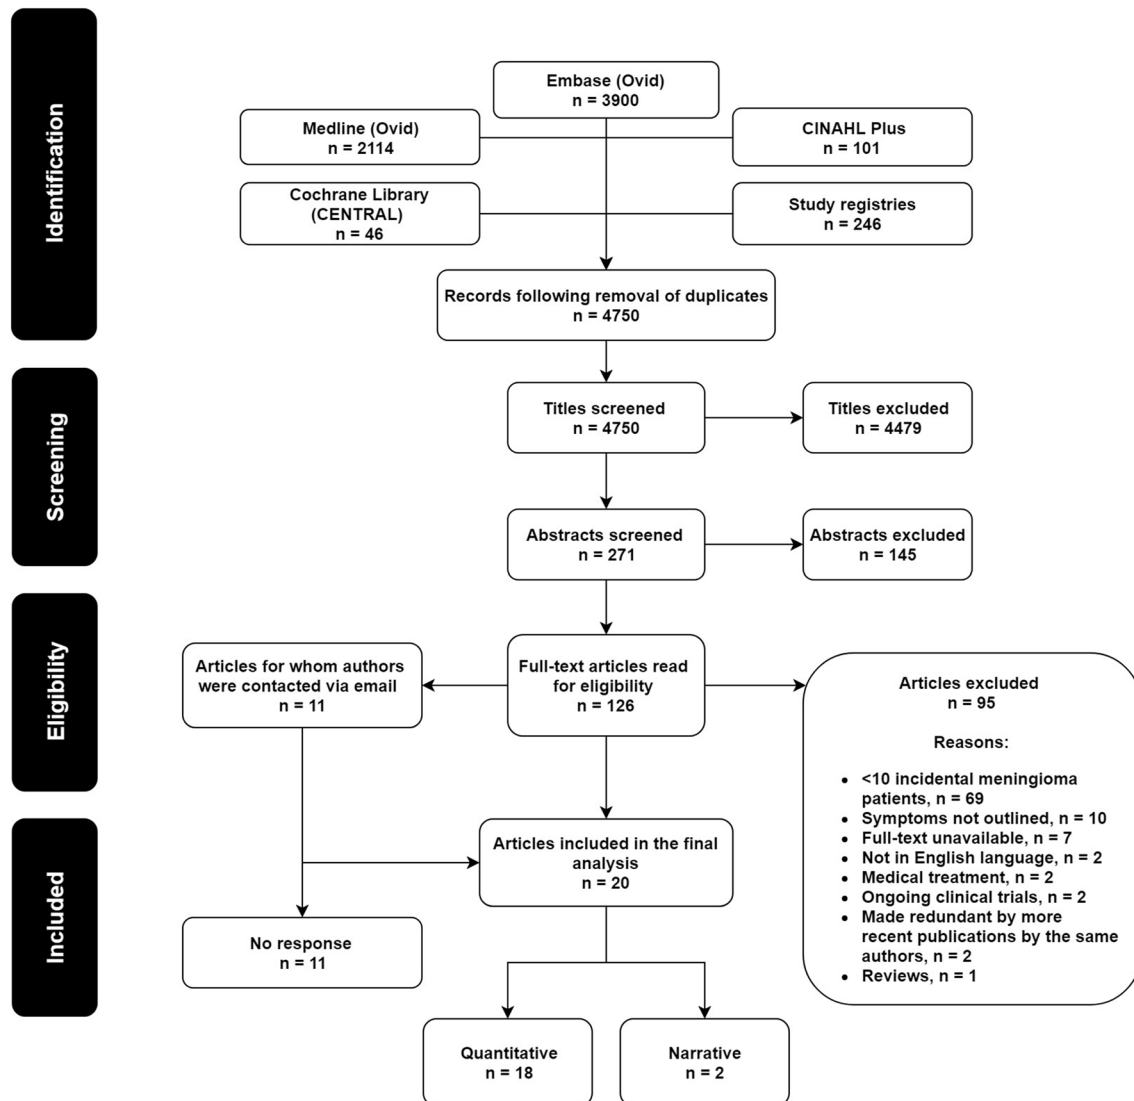 Identification
Embase (Ovid)
n = 3900
Medline (Ovid)
n = 2114
CINAHL Plus
n = 101
Cochrane Library
(CENTRAL)
n = 46
Study registries
n = 246
Records following removal of duplicates
n = 4750
Screening
Titles screened
n = 4750
Titles excluded
n = 4479
Abstracts screened
n = 271
Abstracts excluded
n = 145
Eligibility
Articles for whom authors
were contacted via email
n = 11
Full-text articles read
for eligibility
n = 126
Articles excluded
n = 95
Reasons:
• <10 incidental meningioma
patients, n = 69
• Symptoms not outlined, n = 10
• Full-text unavailable, n = 7
• Not in English language, n = 2
• Medical treatment, n = 2
• Ongoing clinical trials, n = 2
• Made redundant by more
recent publications by the same
authors, n = 2
• Reviews, n = 1
Included
Articles included in the final
analysis
n = 20
No response
n = 11
Quantitative
n = 18
Narrative
n = 2